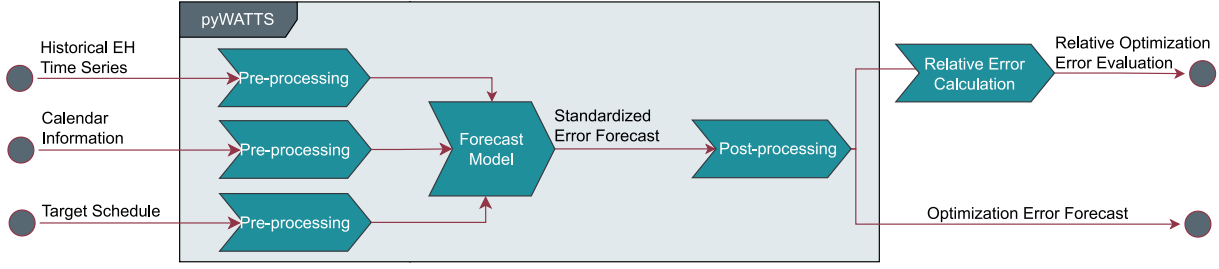 pyWATTS
Historical EH
Time Series
Pre-processing
Calendar
Information
Pre-processing
Target Schedule
Pre-processing
Forecast
Model
Standardized
Error Forecast
Post-processing
Relative Error
Calculation
Relative Optimization
Error Evaluation
Optimization Error Forecast